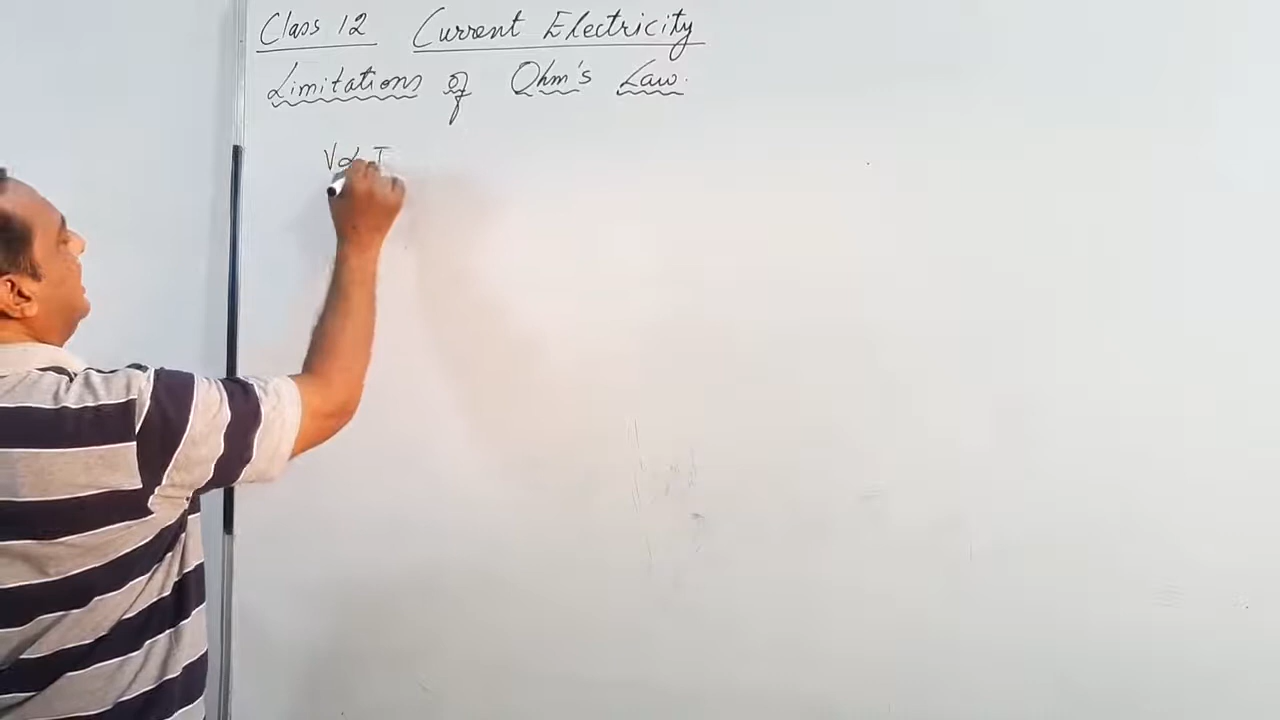 Class 12 Current Electricity
Limitations of Ohm's Law.
V ∝ I